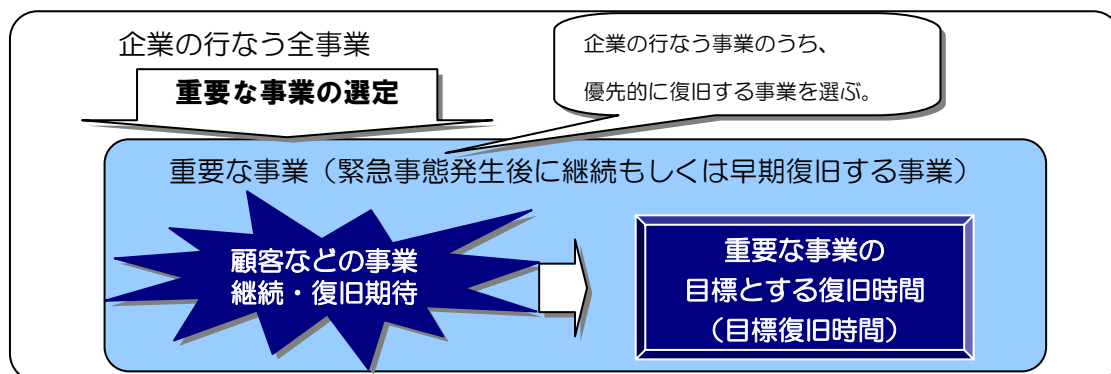 企業の行なう全事業
重要な事業の選定
企業の行なう事業のうち、
優先的に復旧する事業を選ぶ。
重要な事業（緊急事態発生後に継続もしくは早期復旧する事業）
顧客などの事業
継続・復旧期待
重要な事業の
目標とする復旧時間
（目標復旧時間）